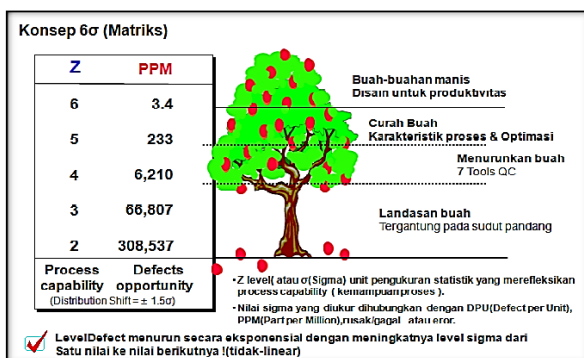 Konsep 6σ (Matriks)
Z PPM
6 3.4
5 233
4 6,210
3 66,807
2 308,537
Process capability Defects opportunity
(Distribution Shift = ± 1.5σ)
Buah-buahan manis
Disain untuk produktvitas
Curah Buah
Karakteristik proses & Optimasi
Menurunkan buah
7 Tools QC
Landasan buah
Tergantung pada sudut pandang
•Z level( atau σ(Sigma) unit pengukuran statistik yang merefleksikan
process capability ( kemampuan proses ).
•Nilai sigma yang diukur dihubungkan dengan DPU(Defect per Unit),
PPM(Part per Million),rusak/gagal atau eror.
LevelDefect menurun secara eksponensial dengan meningkatnya level sigma dari
Satu nilai ke nilai berikutnya !(tidak-linear)